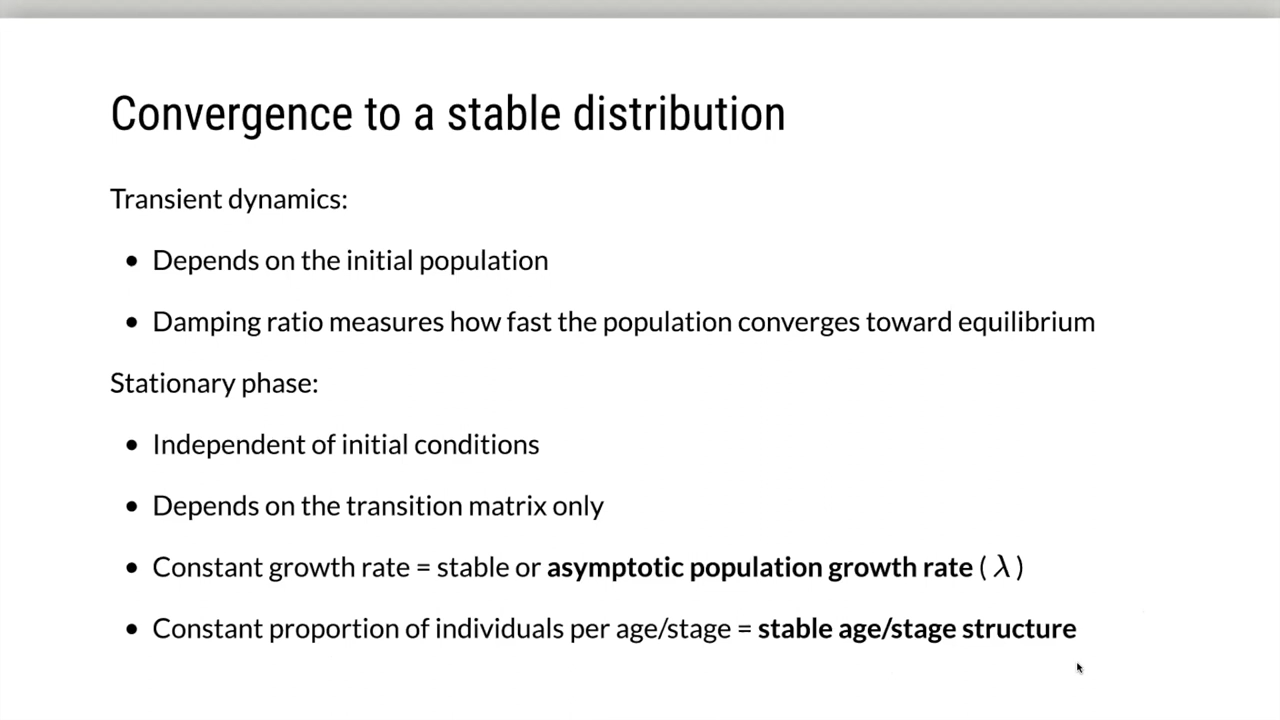 Convergence to a stable distribution
Transient dynamics:
• Depends on the initial population
• Damping ratio measures how fast the population converges toward equilibrium
Stationary phase:
• Independent of initial conditions
• Depends on the transition matrix only
• Constant growth rate = stable or asymptotic population growth rate ( λ )
• Constant proportion of individuals per age/stage = stable age/stage structure